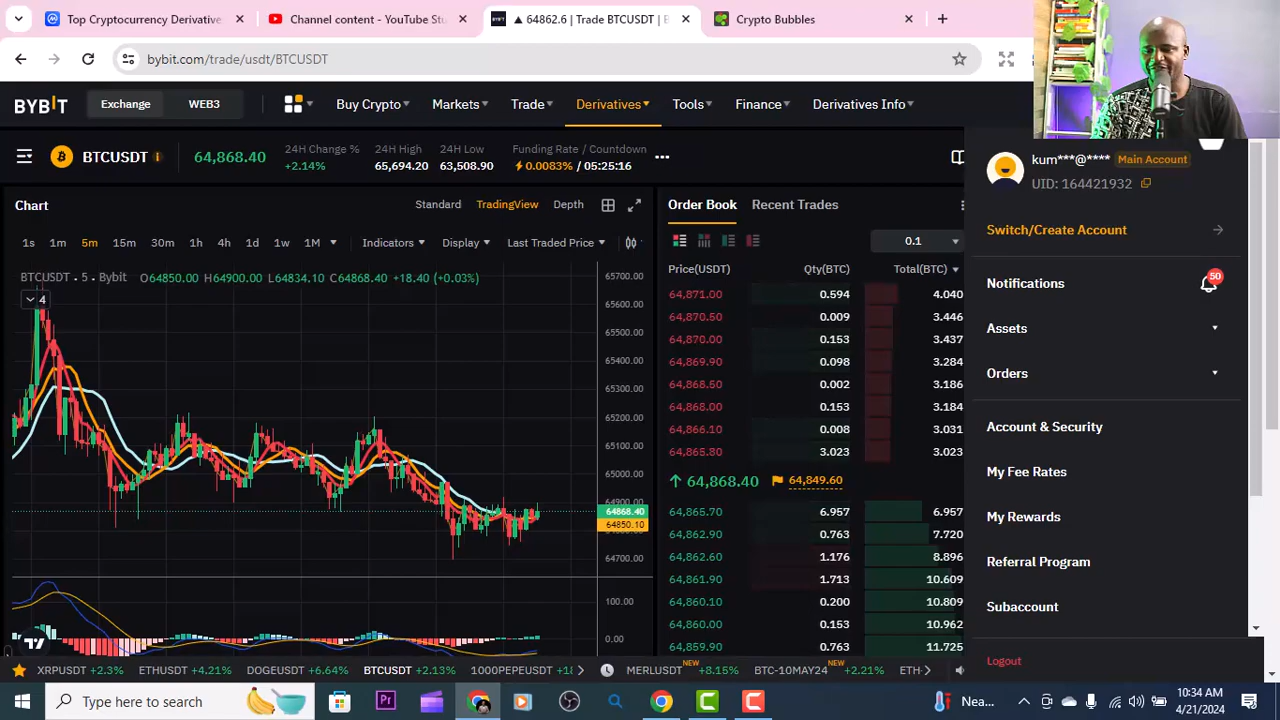 Top Cryptocurrency Derivative
Channel content - YouTube Stu
▲ 64862.6 | Trade BTCUSDT | B
Crypto Bubbles
bybit.com/trade/usdt/BTCUSDT
BYBIT
Exchange
WEB3
Buy Crypto
Markets
Trade
Derivatives
Tools
Finance
Derivatives Info
BTCUSDT
64,868.40
24H Change %
+2.14%
24H High
65,694.20
24H Low
63,508.90
Funding Rate / Countdown
0.0083% / 05:25:16
kum***@**** Main Account
UID: 164421932
Chart
Standard
TradingView
Depth
Order Book
Recent Trades
1s 1m 5m 15m 30m 1h 4h 1d 1w 1M
Indicators
Display
Last Traded Price
0.1
BTCUSDT · 5 · Bybit O64850.00 H64900.00 L64834.10 C64868.40 +18.40 (+0.03%)
4
65700.00
65600.00
65500.00
65400.00
65300.00
65200.00
65100.00
65000.00
64900.00
64868.40
64850.10
64700.00
100.00
0.00
Price(USDT) Qty(BTC) Total(BTC)
64,871.00 0.594 4.040
64,870.50 0.009 3.446
64,870.00 0.153 3.437
64,869.90 0.098 3.284
64,868.50 0.002 3.186
64,868.00 0.153 3.184
64,866.10 0.008 3.031
64,865.80 3.023 3.023
64,868.40 64,849.60
64,865.70 6.957 6.957
64,862.90 0.763 7.720
64,862.60 1.176 8.896
64,861.90 1.713 10.609
64,860.10 0.200 10.809
64,860.00 0.153 10.962
64,859.90 0.763 11.725
Switch/Create Account
Notifications
50
Assets
Orders
Account & Security
My Fee Rates
My Rewards
Referral Program
Subaccount
Logout
XRPUSDT +2.3% ETHUSDT +4.21% DOGEUSDT +6.64% BTCUSDT +2.13% 1000PEPEUSDT
MERLUSDT NEW +8.15% BTC-10MAY24 NEW +2.21% ETH-
Type here to search
Pr
Nea...
10:34 AM
4/21/2024